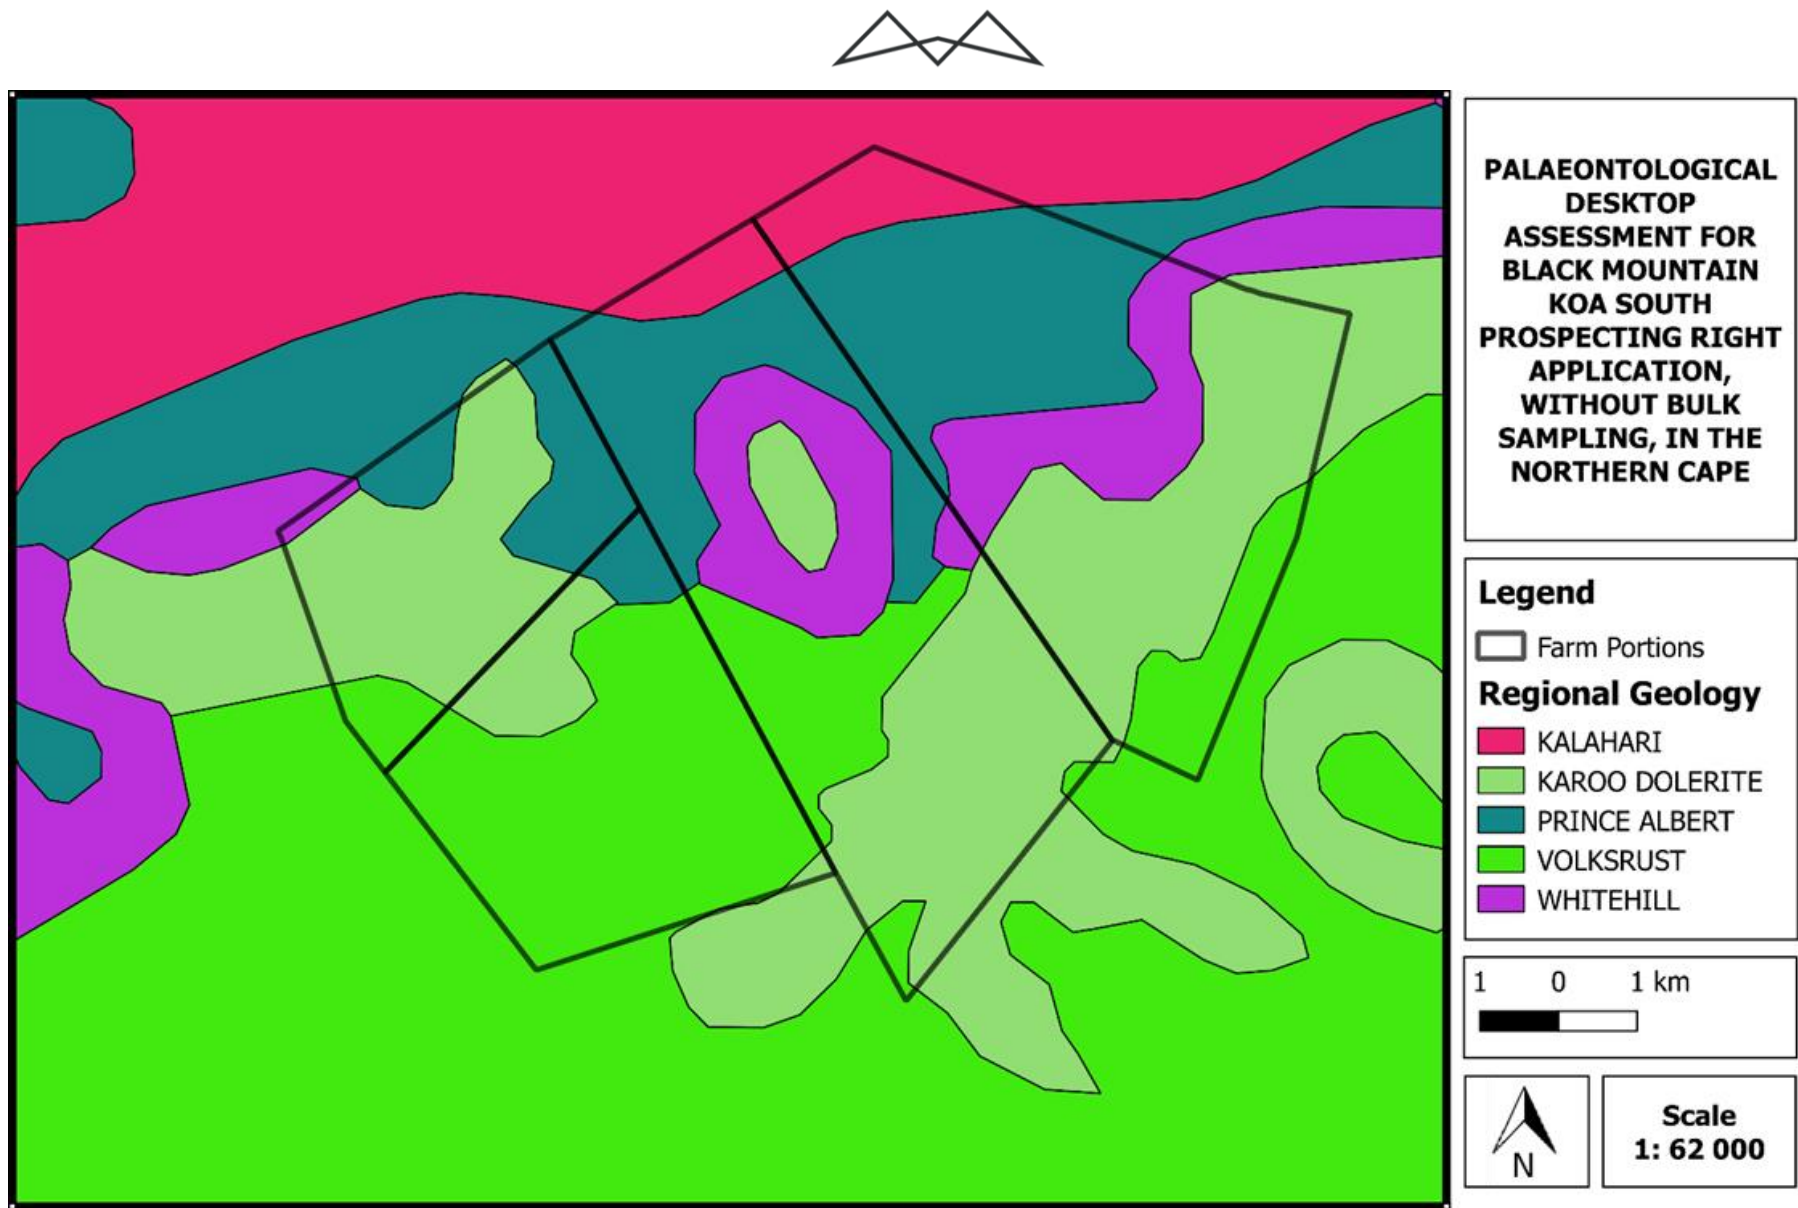 PALAEONTOLOGICAL
DESKTOP
ASSESSMENT FOR
BLACK MOUNTAIN
KOA SOUTH
PROSPECTING RIGHT
APPLICATION,
WITHOUT BULK
SAMPLING, IN THE
NORTHERN CAPE
Legend
Farm Portions
Regional Geology
KALAHARI
KAROO DOLERITE
PRINCE ALBERT
VOLKSRUST
WHITEHILL
1 0 1 km
N
Scale
1: 62 000